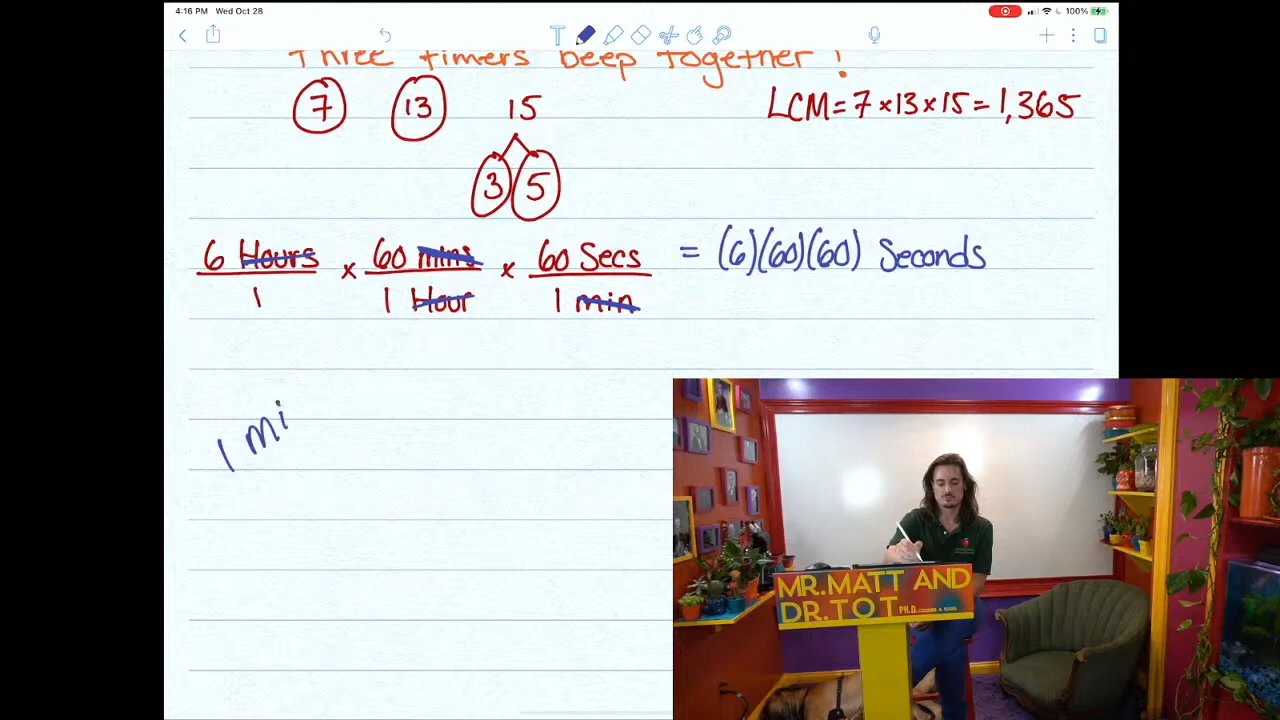 4:16 PM Wed Oct 28
100%
Three timers beep together !
7 13 15
LCM = 7 × 13 × 15 = 1,365
3 5
6 Hours × 60 mins × 60 Secs = (6)(60)(60) Seconds
1 1 Hour 1 min
1 mi
MR. MATT AND
DR. TOT PH.D.